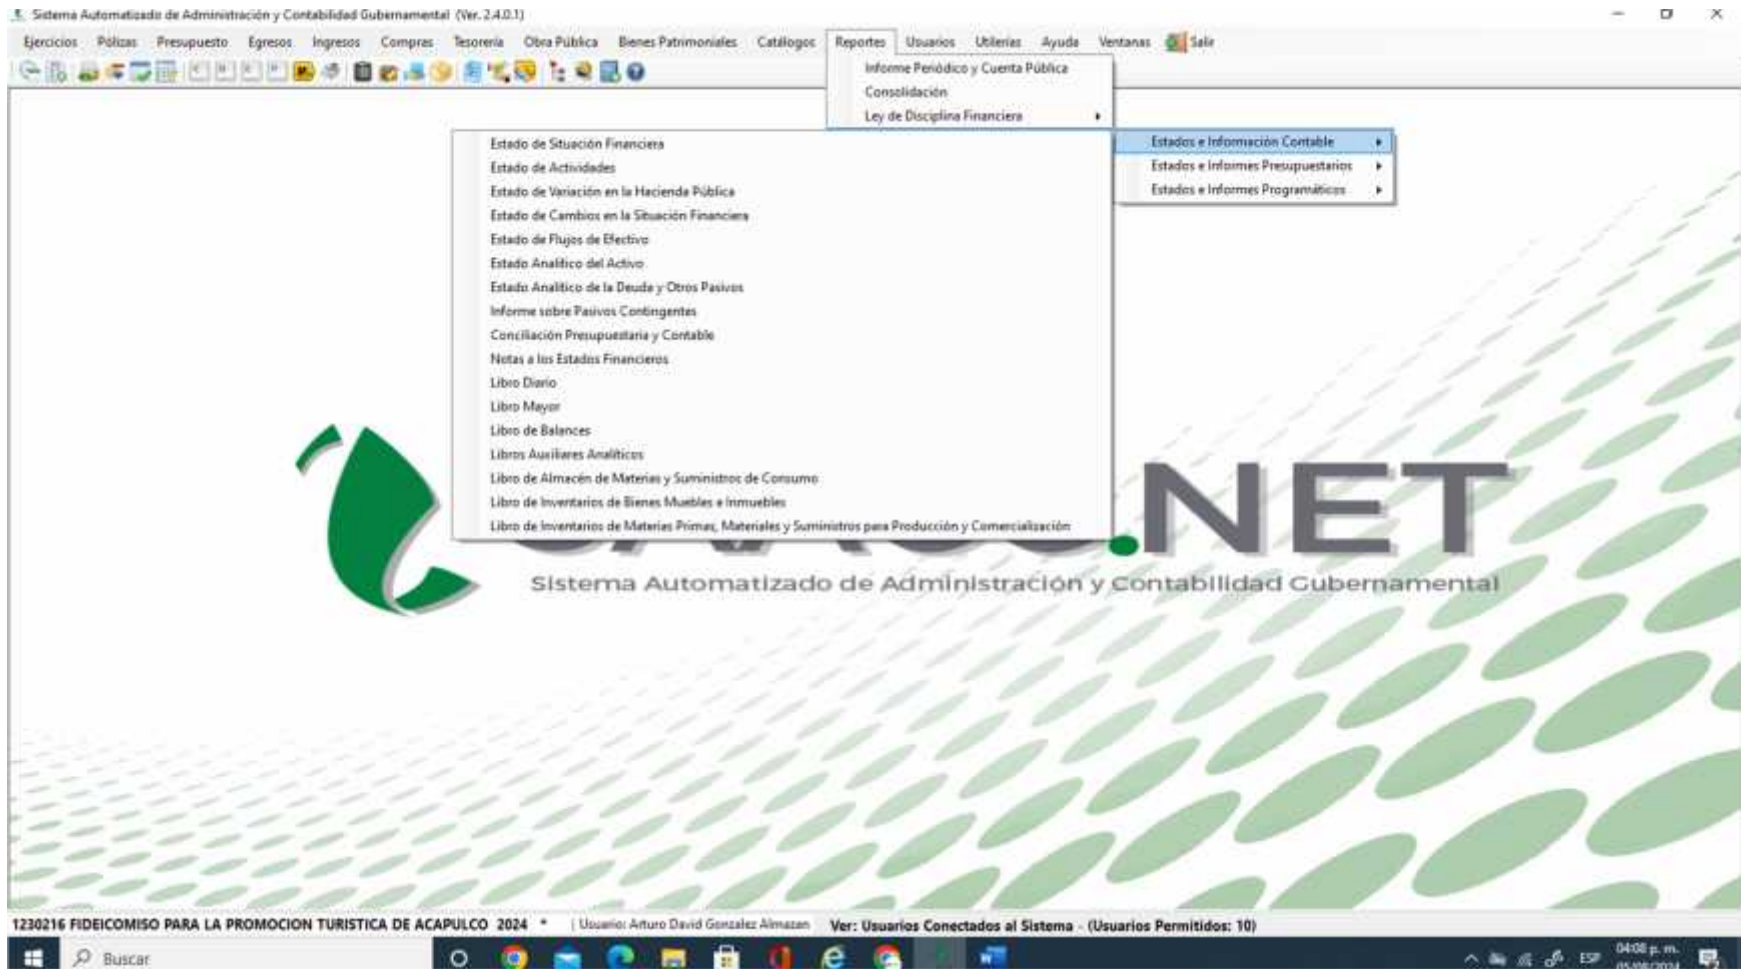 Sistema Automatizado de Administración y Contabilidad Gubernamental (Ver. 2.4.0.1)
Ejercicios Pólizas Presupuesto Egresos Ingresos Compras Tesorería Obra Pública Bienes Patrimoniales Catálogos Reportes Usuarios Utilerías Ayuda Ventanas Salir
Informe Periódico y Cuenta Pública
Consolidación
Ley de Disciplina Financiera
Estados e Información Contable
Estados e Informes Presupuestarios
Estados e Informes Programáticos
Estado de Situación Financiera
Estado de Actividades
Estado de Variación en la Hacienda Pública
Estado de Cambios en la Situación Financiera
Estado de Flujos de Efectivo
Estado Analítico del Activo
Estado Analítico de la Deuda y Otros Pasivos
Informe sobre Pasivos Contingentes
Conciliación Presupuestaria y Contable
Notas a los Estados Financieros
Libro Diario
Libro Mayor
Libro de Balances
Libros Auxiliares Analíticos
Libro de Almacén de Materias y Suministros de Consumo
Libro de Inventarios de Bienes Muebles e Inmuebles
Libro de Inventarios de Materias Primas, Materiales y Suministros para Producción y Comercialización
.NET
Sistema Automatizado de Administración y Contabilidad Gubernamental
1230216 FIDEICOMISO PARA LA PROMOCION TURISTICA DE ACAPULCO 2024 * | Usuario: Arturo David Gonzalez Almazan Ver: Usuarios Conectados al Sistema - (Usuarios Permitidos: 10)
Buscar
ESP
04:08 p. m.